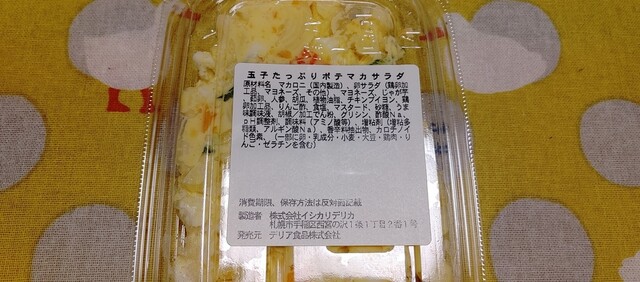 玉子たっぷりポテマカサラダ
原材料名 マカロニ(国内製造)、卵サラダ(鶏卵加
工品、マヨネーズ、その他)、マヨネーズ、じゃが芋
、鶏卵、人参、胡瓜、植物油脂、チキンブイヨン、鶏
卵加工品、りんご酢、食塩、マスタード、砂糖、うま
味調味液、胡椒/加工でん粉、グリシン、酢酸Na、
pH調整剤、調味料(アミノ酸等)、増粘剤(増粘多
糖類、アルギン酸Na)、香辛料抽出物、カロチノイ
ド色素、(一部に卵・乳成分・小麦・大豆・鶏肉・り
んご・ゼラチンを含む)
消費期限、保存方法は反対面記載
製造者 株式会社イシカリデリカ
札幌市手稲区西宮の沢1条1丁目2番1号
発売元 デリア食品株式会社